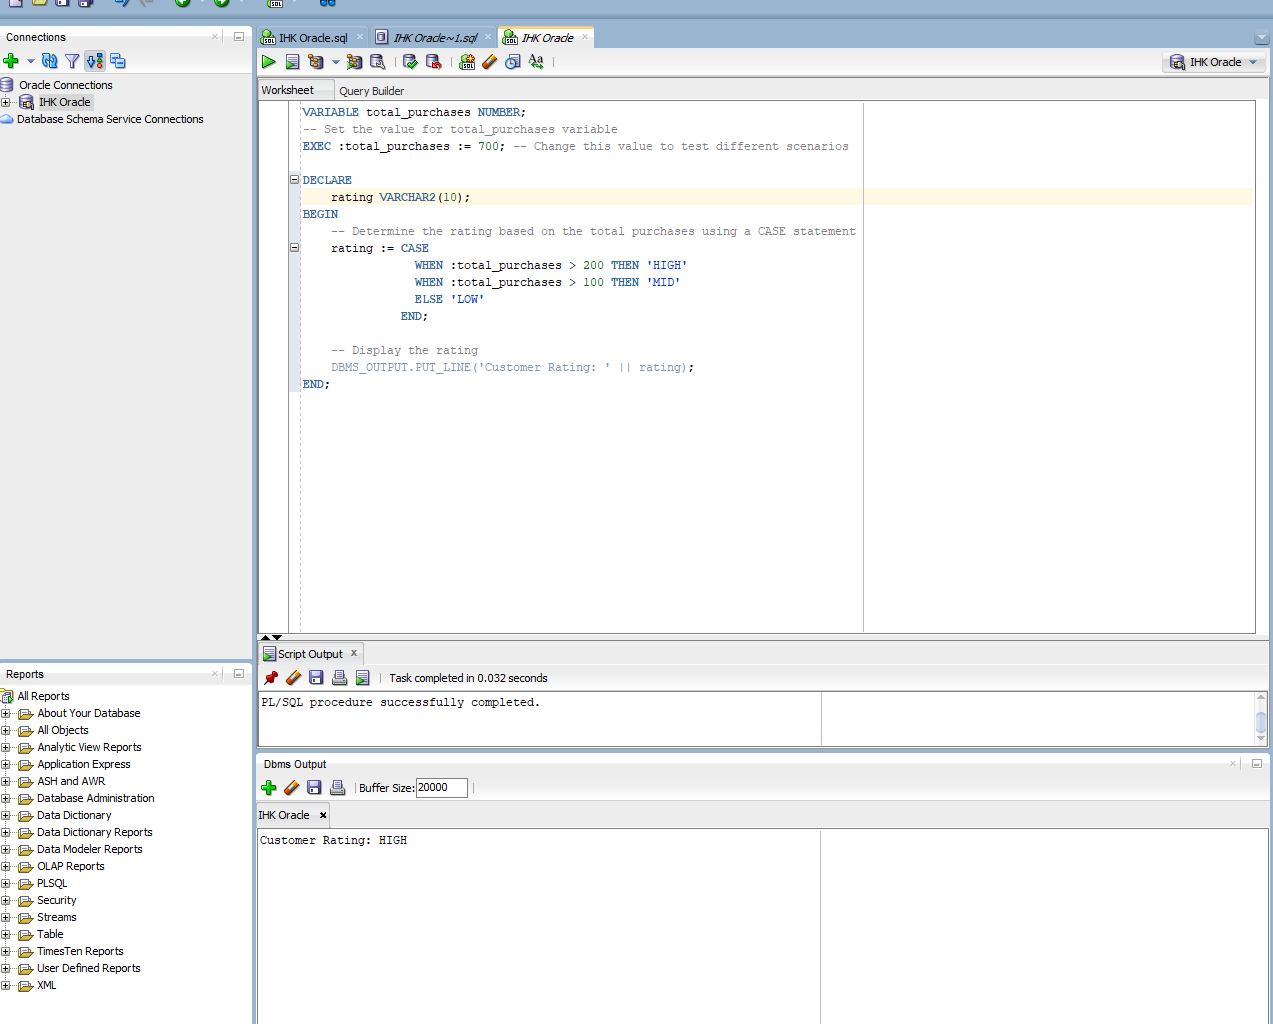 Connections
Oracle Connections
IHK Oracle
Database Schema Service Connections
IHK Oracle.sql
IHK Oracle~1.sql
IHK Oracle
IHK Oracle
Worksheet
Query Builder
VARIABLE total_purchases NUMBER;
-- Set the value for total_purchases variable
EXEC :total_purchases := 700; -- Change this value to test different scenarios
DECLARE
rating VARCHAR2(10);
BEGIN
-- Determine the rating based on the total purchases using a CASE statement
rating := CASE
WHEN :total_purchases > 200 THEN 'HIGH'
WHEN :total_purchases > 100 THEN 'MID'
ELSE 'LOW'
END;
-- Display the rating
DBMS_OUTPUT.PUT_LINE('Customer Rating: ' || rating);
END;
Script Output
Task completed in 0.032 seconds
PL/SQL procedure successfully completed.
Reports
All Reports
About Your Database
All Objects
Analytic View Reports
Application Express
ASH and AWR
Database Administration
Data Dictionary
Data Dictionary Reports
Data Modeler Reports
OLAP Reports
PLSQL
Security
Streams
Table
TimesTen Reports
User Defined Reports
XML
Dbms Output
Buffer Size: 20000
IHK Oracle
Customer Rating: HIGH